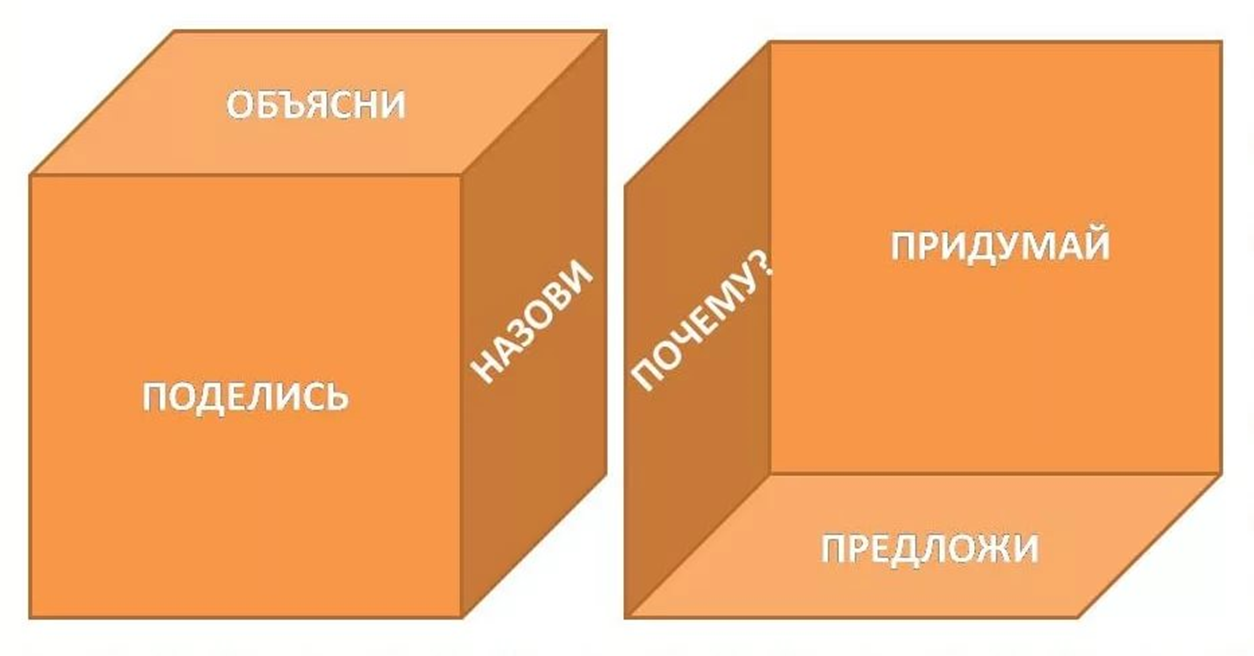 ОБЪЯСНИ
ПОДЕЛИСЬ
НАЗОВИ
ПОЧЕМУ?
ПРИДУМАЙ
ПРЕДЛОЖИ